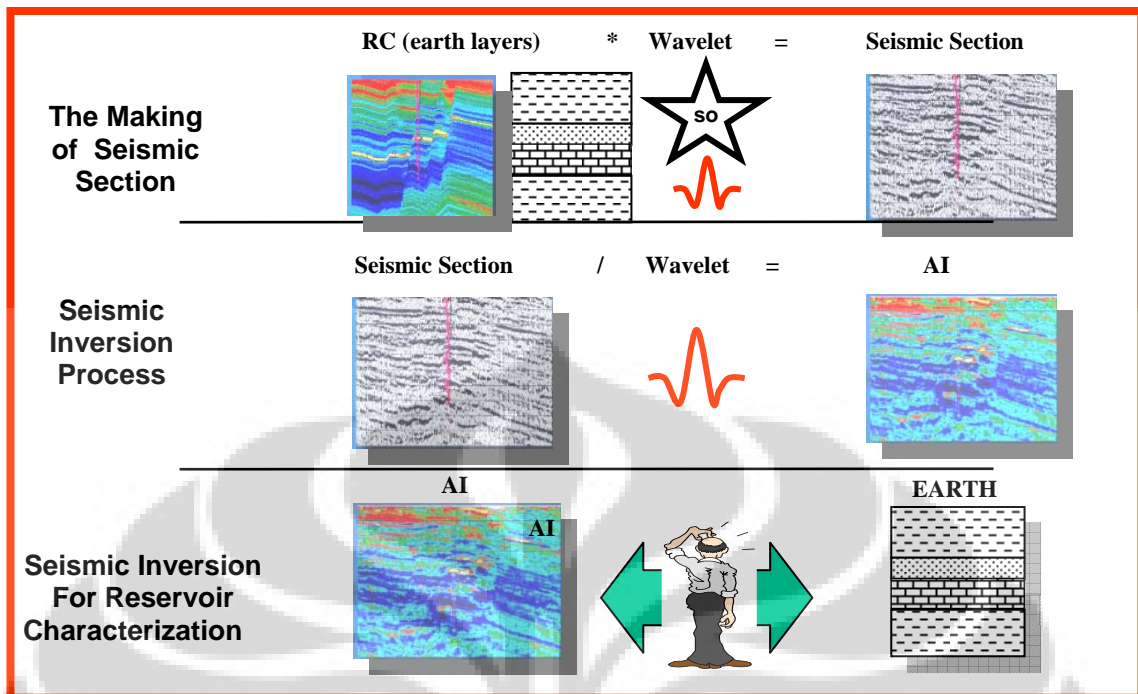 RC (earth layers) * Wavelet = Seismic Section
The Making
of Seismic
Section
so
Seismic Section / Wavelet = AI
Seismic
Inversion
Process
AI
EARTH
AI
Seismic Inversion
For Reservoir
Characterization